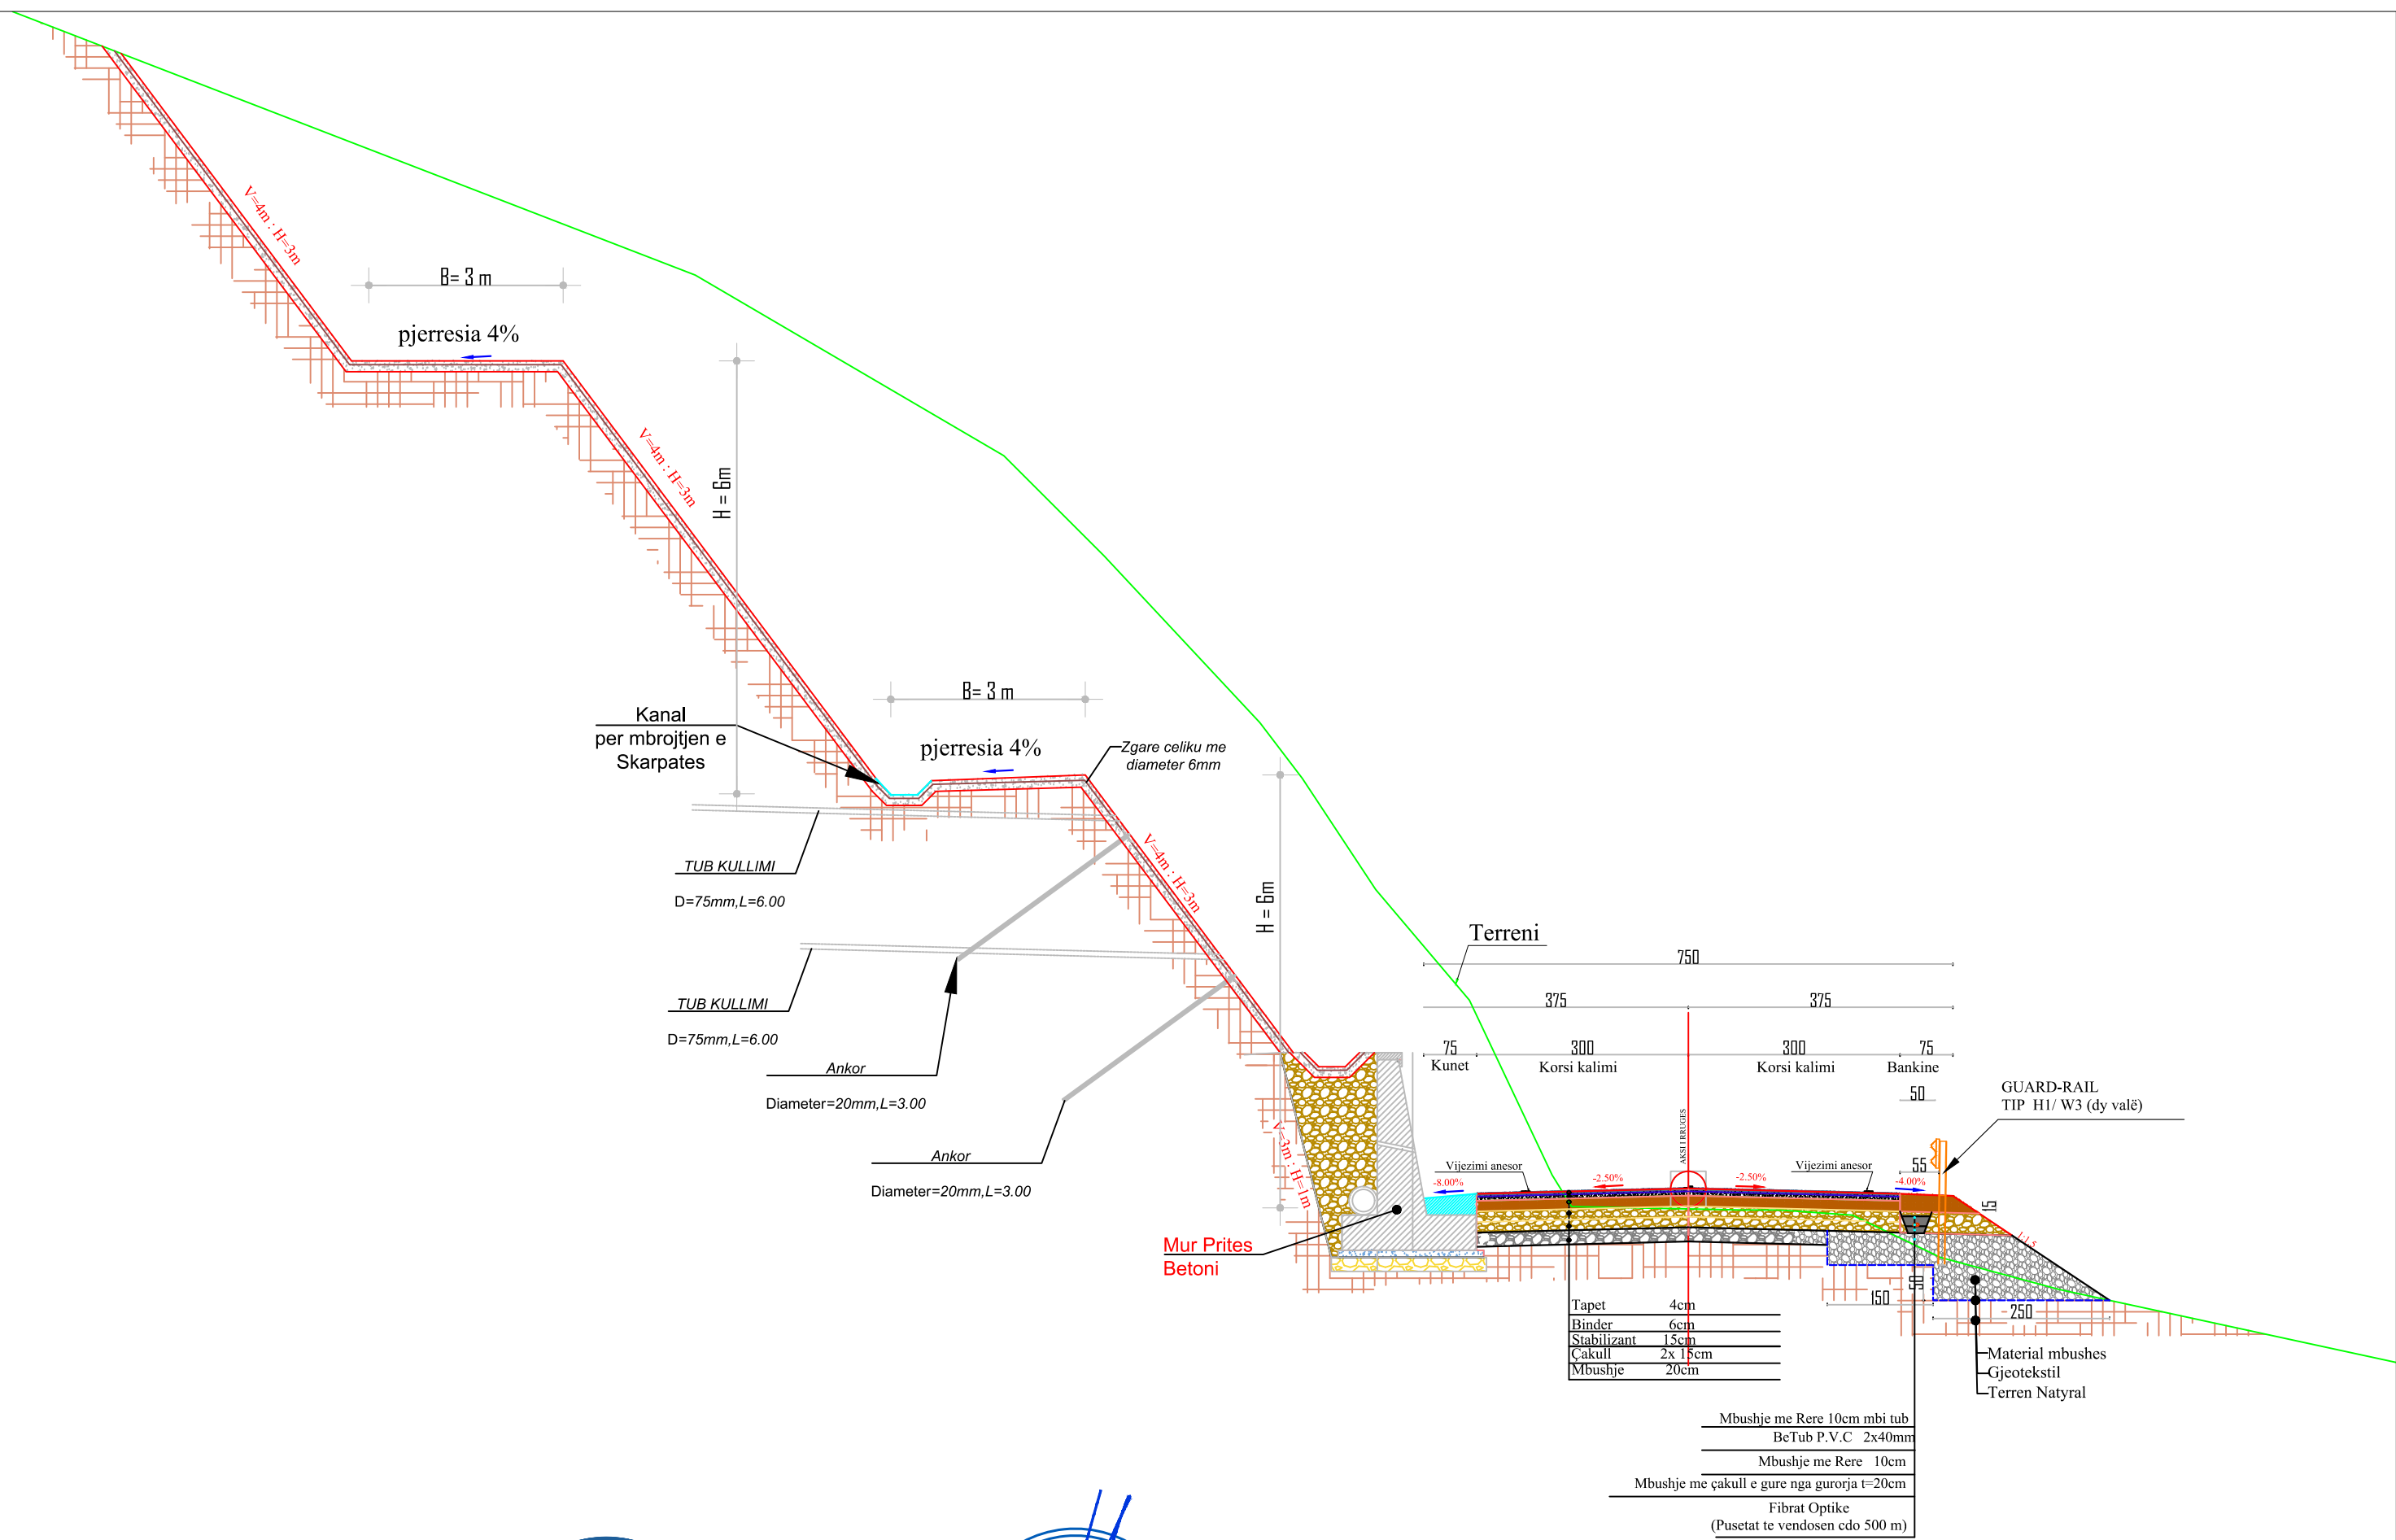 V=4m : H=3m
B= 3 m
pjerresia 4%
V=4m : H=3m
H = 6m
B= 3 m
Kanal
per mbrojtjen e
Skarpates
pjerresia 4%
Zgare celiku me
diameter 6mm
TUB KULLIMI
D=75mm,L=6.00
V=4m : H=3m
H = 6m
TUB KULLIMI
D=75mm,L=6.00
Ankor
Diameter=20mm,L=3.00
Ankor
Diameter=20mm,L=3.00
Terreni
750
375
375
75
300
300
75
Kunet
Korsi kalimi
Korsi kalimi
Bankine
50
GUARD-RAIL
TIP H1/ W3 (dy valë)
AKSI I RRUGES
V=3m : H=1m
Vijezimi anesor
Vijezimi anesor
55
-8.00%
-2.50%
-2.50%
-4.00%
15
1:1.5
Mur Prites
Betoni
50
150
250
Tapet 4cm
Binder 6cm
Stabilizant 15cm
Çakull 2x 15cm
Mbushje 20cm
Material mbushes
Gjeotekstil
Terren Natyral
Mbushje me Rere 10cm mbi tub
BeTub P.V.C 2x40mm
Mbushje me Rere 10cm
Mbushje me çakull e gure nga gurorja t=20cm
Fibrat Optike
(Pusetat te vendosen cdo 500 m)